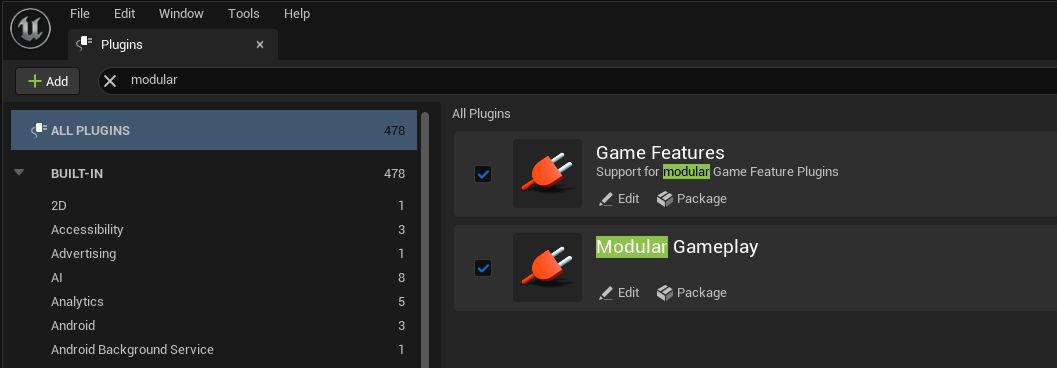 File Edit Window Tools Help
Plugins
Add
modular
ALL PLUGINS 478
BUILT-IN 478
2D 1
Accessibility 3
Advertising 1
AI 8
Analytics 5
Android 3
Android Background Service 1
All Plugins
Game Features
Support for modular Game Feature Plugins
Edit Package
Modular Gameplay
Edit Package